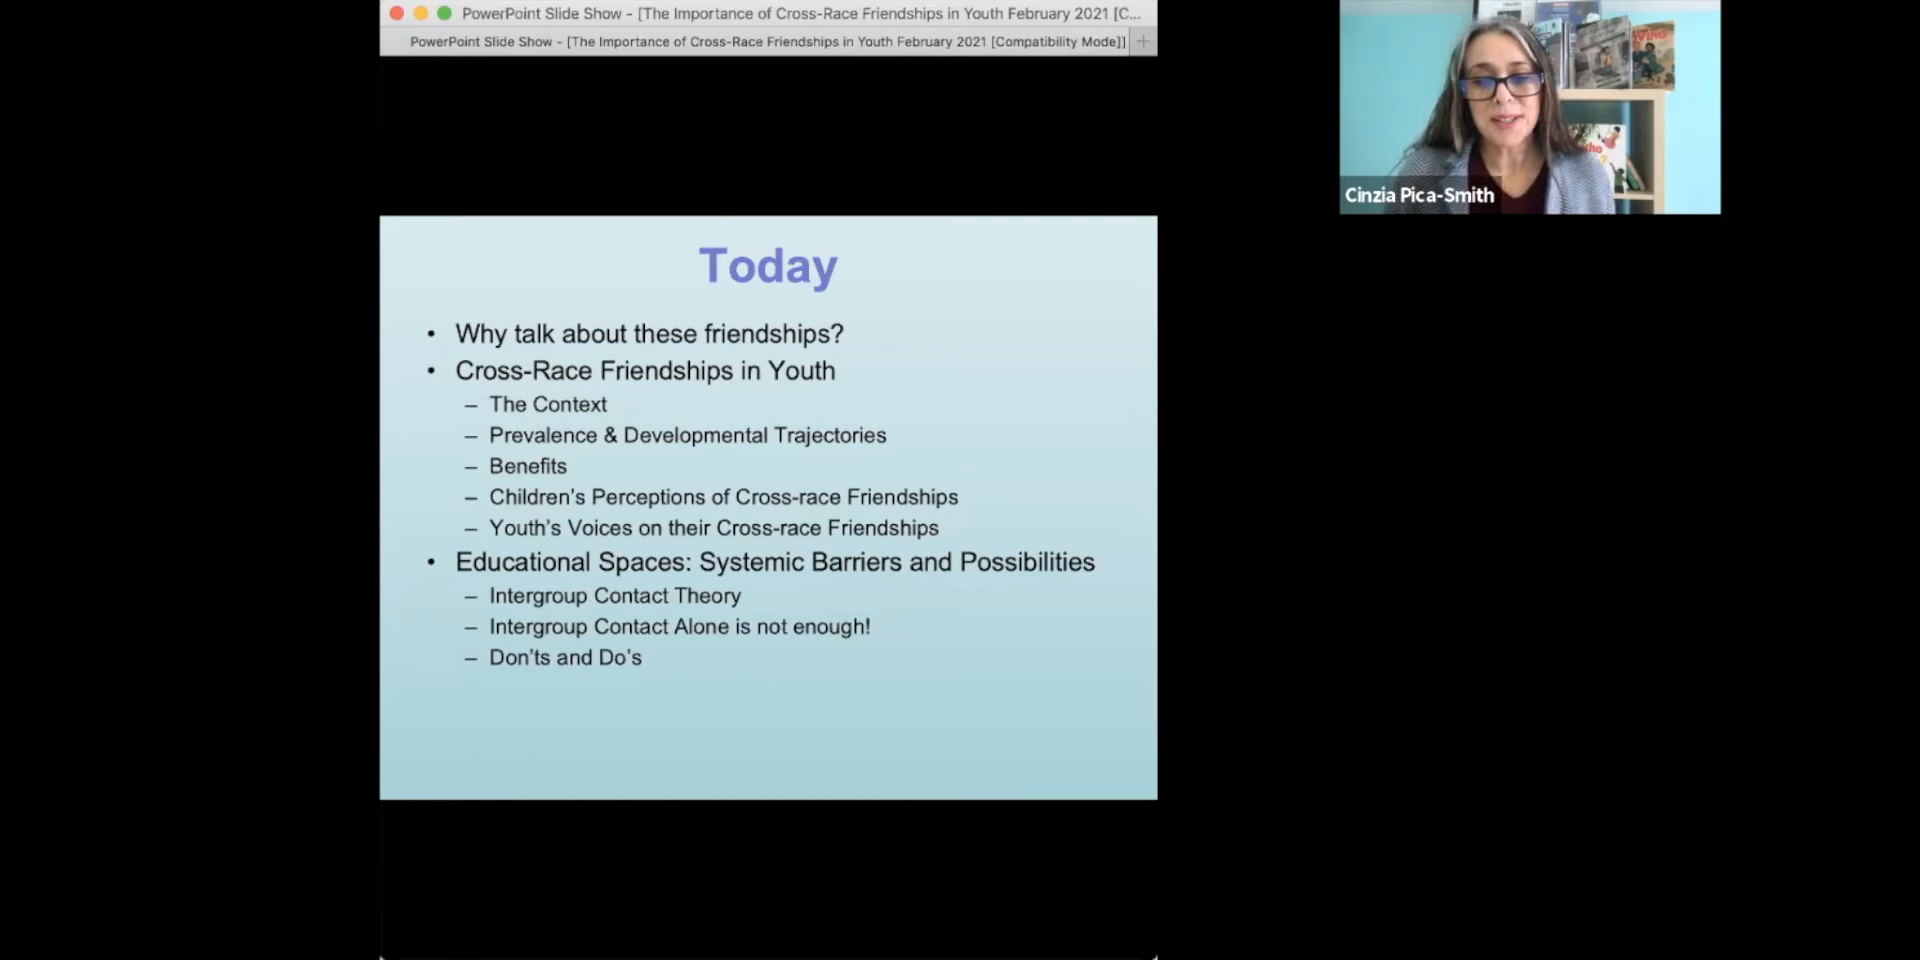 PowerPoint Slide Show - [The Importance of Cross-Race Friendships in Youth February 2021 [C...
PowerPoint Slide Show - [The Importance of Cross-Race Friendships in Youth February 2021 [Compatibility Mode]]
Today
• Why talk about these friendships?
• Cross-Race Friendships in Youth
– The Context
– Prevalence & Developmental Trajectories
– Benefits
– Children's Perceptions of Cross-race Friendships
– Youth's Voices on their Cross-race Friendships
• Educational Spaces: Systemic Barriers and Possibilities
– Intergroup Contact Theory
– Intergroup Contact Alone is not enough!
– Don'ts and Do's
Cinzia Pica-Smith